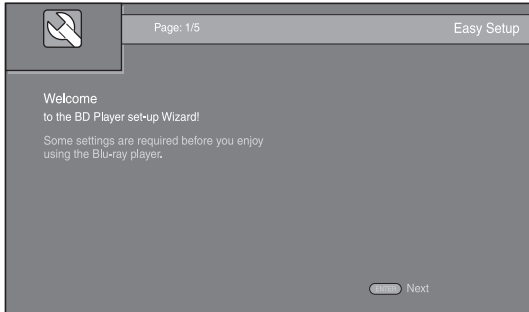 Page: 1/5
Easy Setup
Welcome
to the BD Player set-up Wizard!
Some settings are required before you enjoy
using the Blu-ray player.
ENTER Next